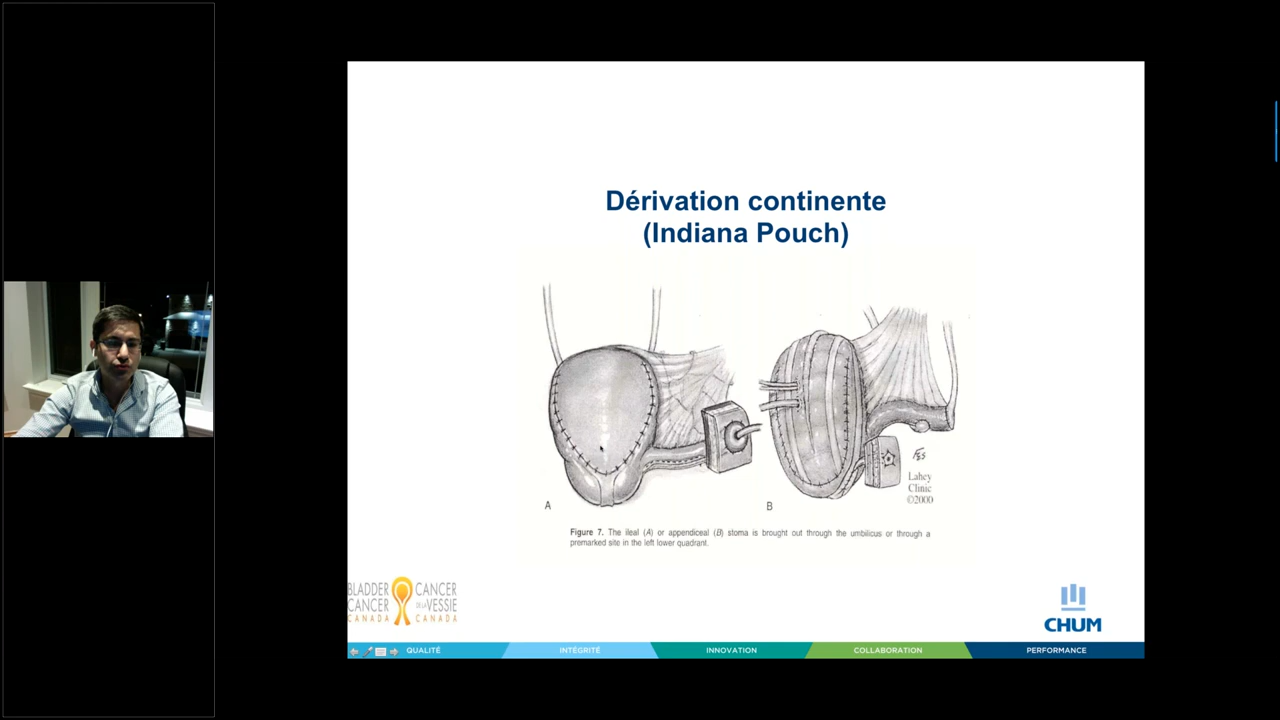 Dérivation continente
(Indiana Pouch)
A
B
Lahey
Clinic
©2000
Figure 7. The ileal (A) or appendiceal (B) stoma is brought out through the umbilicus or through a
premarked site in the left lower quadrant.
BLADDER CANCER
CANCER DE LA VESSIE
CANADA CANADA
CHUM
QUALITÉ INTÉGRITÉ INNOVATION COLLABORATION PERFORMANCE